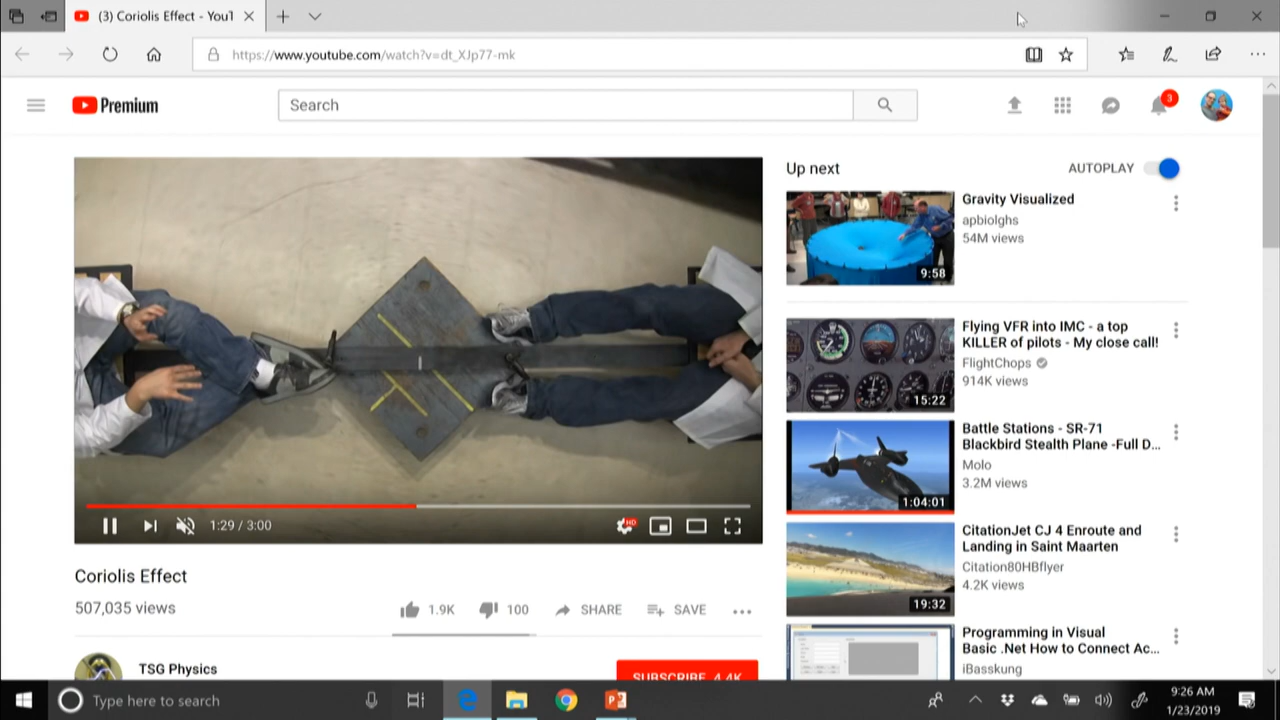 (3) Coriolis Effect - YouT
https://www.youtube.com/watch?v=dt_XJp77-mk
Premium
Search
3
Up next
AUTOPLAY
Gravity Visualized
apbiolghs
54M views
9:58
Flying VFR into IMC - a top
KILLER of pilots - My close call!
FlightChops
914K views
15:22
Battle Stations - SR-71
Blackbird Stealth Plane -Full D...
Molo
3.2M views
1:04:01
CitationJet CJ 4 Enroute and
Landing in Saint Maarten
Citation80HBflyer
4.2K views
19:32
Programming in Visual
Basic .Net How to Connect Ac...
iBasskung
1:29 / 3:00
HD
Coriolis Effect
507,035 views
1.9K
100
SHARE
SAVE
TSG Physics
SUBSCRIBE 4.4K
Type here to search
9:26 AM
1/23/2019